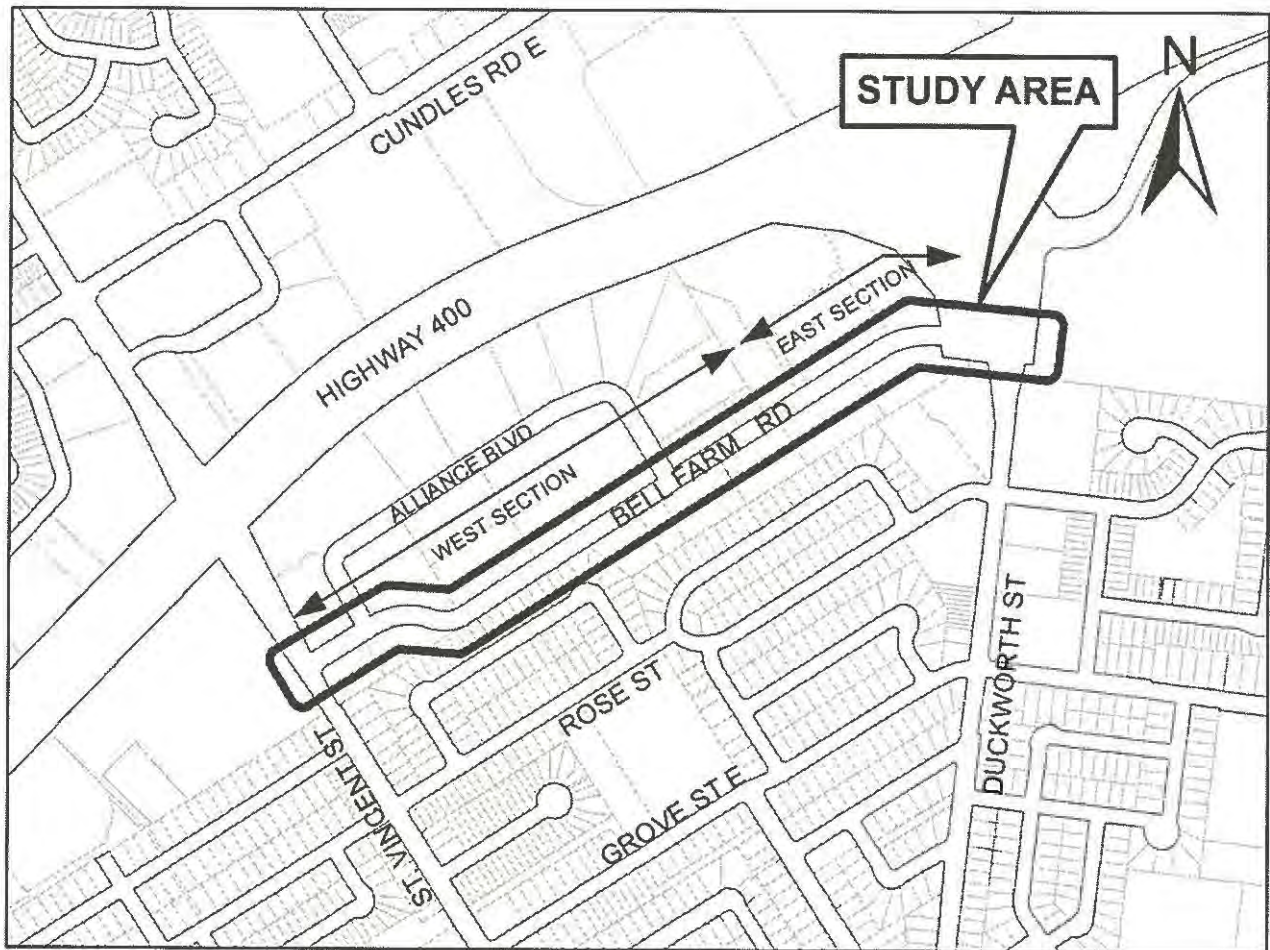 CUNDLES RD E
N
STUDY AREA
HIGHWAY 400
EAST SECTION
ALLIANCE BLVD
WEST SECTION
BELL FARM RD
ROSE ST
ST. VINCENT ST
GROVE ST E
DUCKWORTH ST